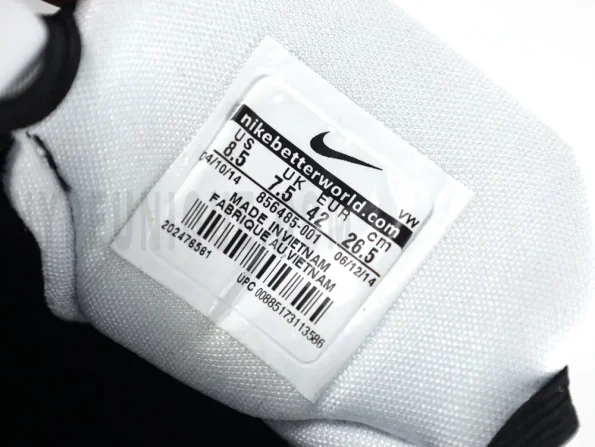 nikebetterworld.com
US UK EUR cm VW
8.5 7.5 42 26.5
04/10/14 856485-001 06/12/14
MADE IN VIETNAM
FABRIQUE AU VIETNAM
202476561
UPC 00885173113586